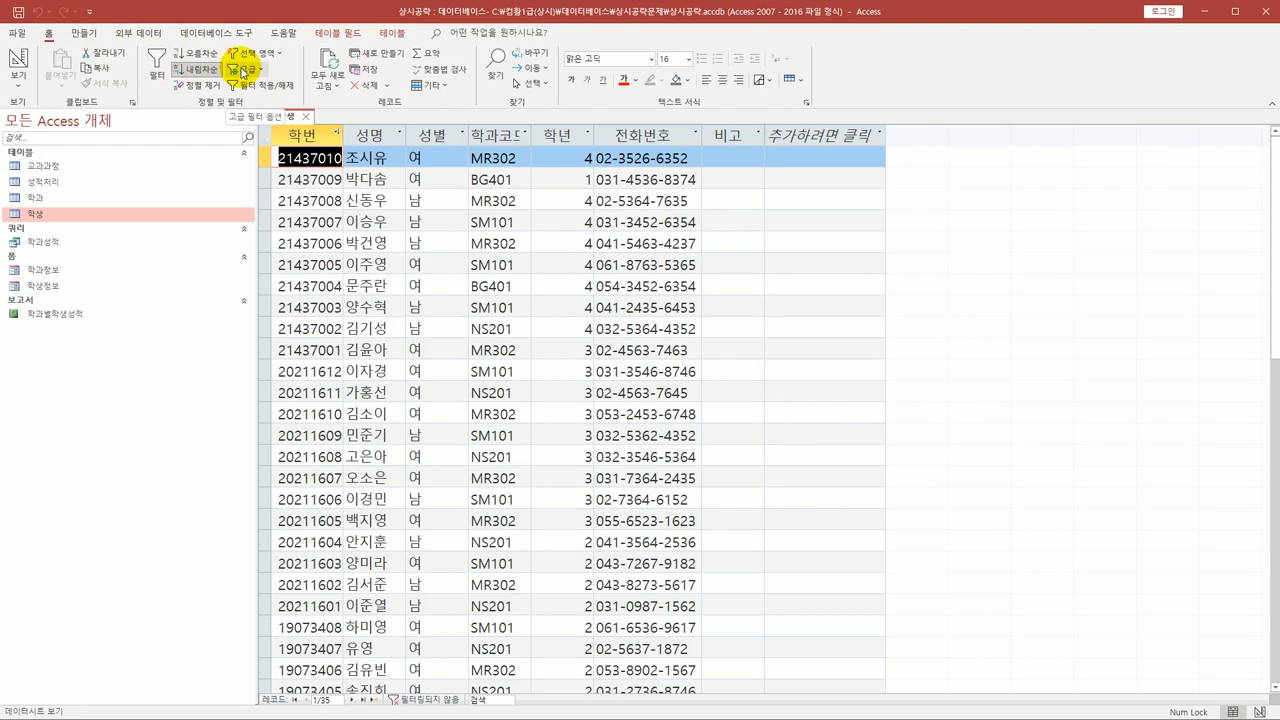 상시공략 : 데이터베이스- C:₩컴활1급(상시)₩데이터베이스₩상시공략문제₩상시공략.accdb (Access 2007 - 2016 파일 형식) - Access 로그인
파일 홈 만들기 외부 데이터 데이터베이스 도구 도움말 테이블 필드 테이블 어떤 작업을 원하시나요?
보기 붙여넣기 잘라내기 복사 서식 복사 필터 오름차순 내림차순 정렬 제거 선택 영역 고급 필터 적용/해제 모두 새로 고침 새로 만들기 저장 삭제 요약 맞춤법 검사 기타 찾기 바꾸기 이동 선택 맑은 고딕 16
가 가 가 가
보기 클립보드 정렬 및 필터 레코드 찾기 텍스트 서식
모든 Access 개체
검색...
고급 필터 옵션 생
테이블
교과과정
성적처리
학과
학생
쿼리
학과성적
폼
학과정보
학생정보
보고서
학과별학생성적
학번 성명 성별 학과코드 학년 전화번호 비고 추가하려면 클릭
21437010 조시유 여 MR302 4 02-3526-6352
21437009 박다솜 여 BG401 1 031-4536-8374
21437008 신동우 남 MR302 4 02-5364-7635
21437007 이승우 남 SM101 4 031-3452-6354
21437006 박건영 남 MR302 4 041-5463-4237
21437005 이주영 여 SM101 4 061-8763-5365
21437004 문주란 여 BG401 4 054-3452-6354
21437003 양수혁 남 SM101 4 041-2435-6453
21437002 김기성 남 NS201 4 032-5364-4352
21437001 김윤아 여 MR302 3 02-4563-7463
20211612 이자경 여 SM101 3 031-3546-8746
20211611 가홍선 여 NS201 3 02-4563-7645
20211610 김소이 여 MR302 3 053-2453-6748
20211609 민준기 남 SM101 3 032-5362-4352
20211608 고은아 여 NS201 3 032-3546-5364
20211607 오소은 여 MR302 3 031-7364-2435
20211606 이경민 남 SM101 3 02-7364-6152
20211605 백지영 여 MR302 3 055-6523-1623
20211604 안지훈 남 NS201 2 041-3564-2536
20211603 양미라 여 SM101 2 043-7267-9182
20211602 김서준 남 MR302 2 043-8273-5617
20211601 이준열 남 NS201 2 031-0987-1562
19073408 하미영 여 SM101 2 061-6536-9617
19073407 유영 여 NS201 2 02-5637-1872
19073406 김유빈 여 MR302 2 053-8902-1567
19073405 송진희 여 NS201 2 031-2736-8746
레코드: 1/35 필터링되지 않음 검색
데이터시트 보기 Num Lock